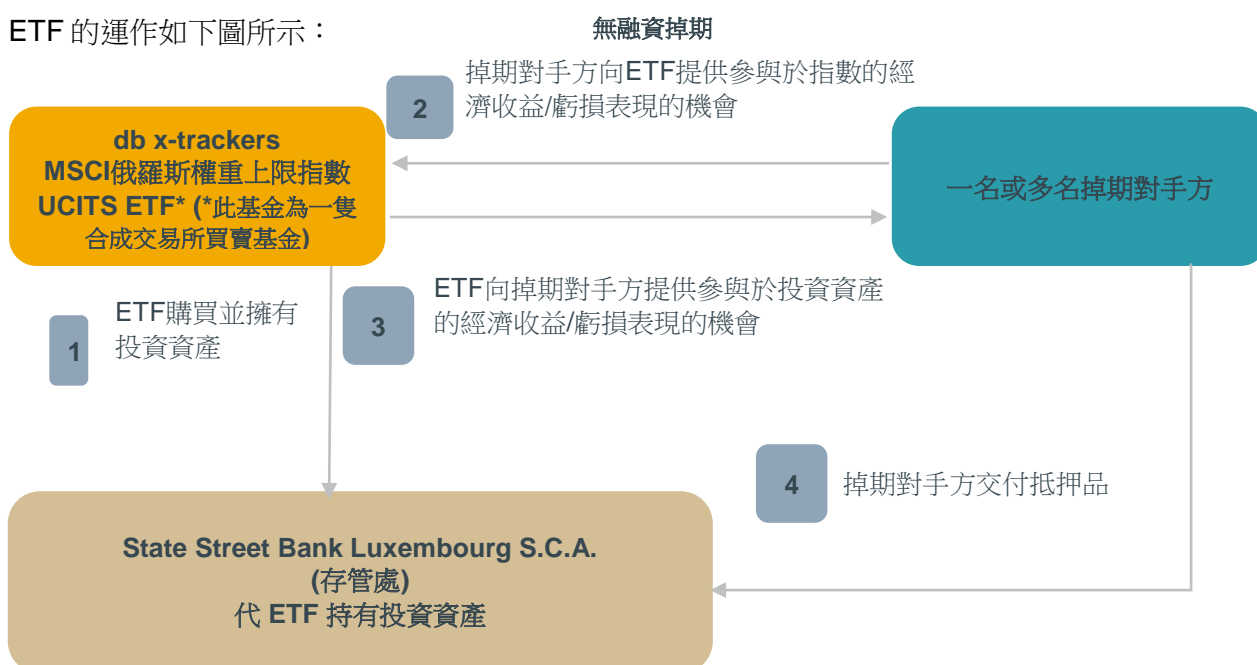 ETF 的運作如下圖所示：
無融資掉期
2
掉期對手方向ETF提供參與於指數的經
濟收益/虧損表現的機會
db x-trackers
MSCI俄羅斯權重上限指數
UCITS ETF* (*此基金為一隻
合成交易所買賣基金)
一名或多名掉期對手方
1
ETF購買並擁有
投資資產
3
ETF向掉期對手方提供參與於投資資產
的經濟收益/虧損表現的機會
4
掉期對手方交付抵押品
State Street Bank Luxembourg S.C.A.
(存管處)
代 ETF 持有投資資產